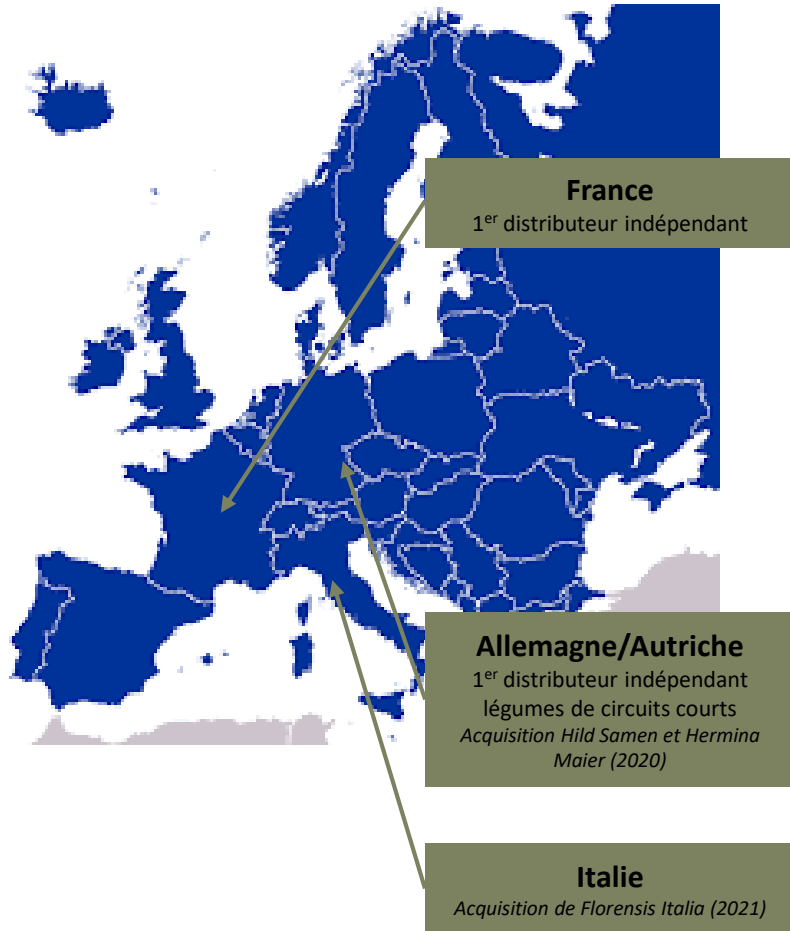 France
1er distributeur indépendant
Allemagne/Autriche
1er distributeur indépendant
légumes de circuits courts
Acquisition Hild Samen et Hermina
Maier (2020)
Italie
Acquisition de Florensis Italia (2021)